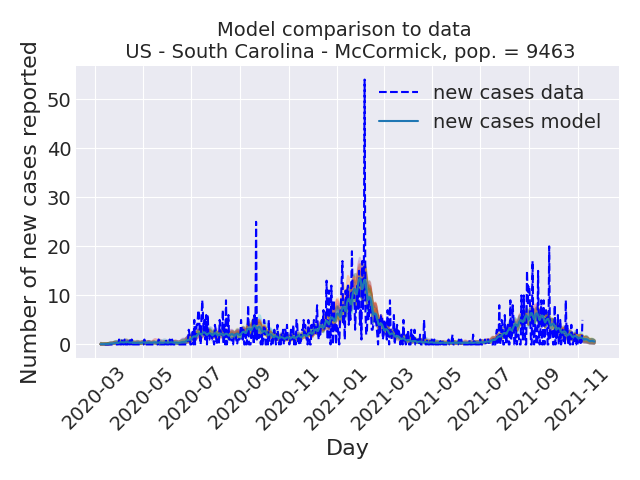 Model comparison to data
US - South Carolina - McCormick, pop. = 9463
Number of new cases reported
50
40
30
20
10
0
new cases data
new cases model
2020-03
2020-05
2020-07
2020-09
2020-11
2021-01
2021-03
2021-05
2021-07
2021-09
2021-11
Day